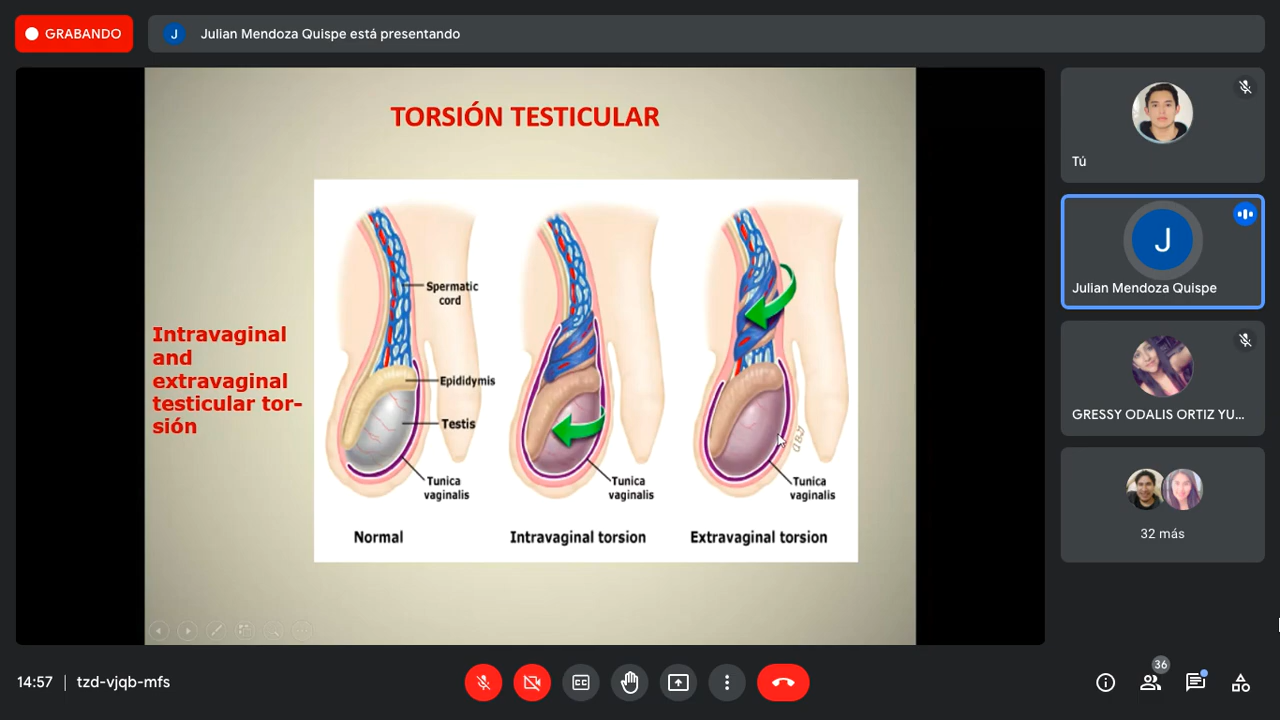 GRABANDO
J
Julian Mendoza Quispe está presentando
TORSIÓN TESTICULAR
Intravaginal
and
extravaginal
testicular tor-
sión
Spermatic
cord
Epididymis
Testis
Tunica
vaginalis
Tunica
vaginalis
Tunica
vaginalis
Normal
Intravaginal torsion
Extravaginal torsion
Tú
J
Julian Mendoza Quispe
GRESSY ODALIS ORTIZ YU...
32 más
14:57
tzd-vjqb-mfs
CC
36